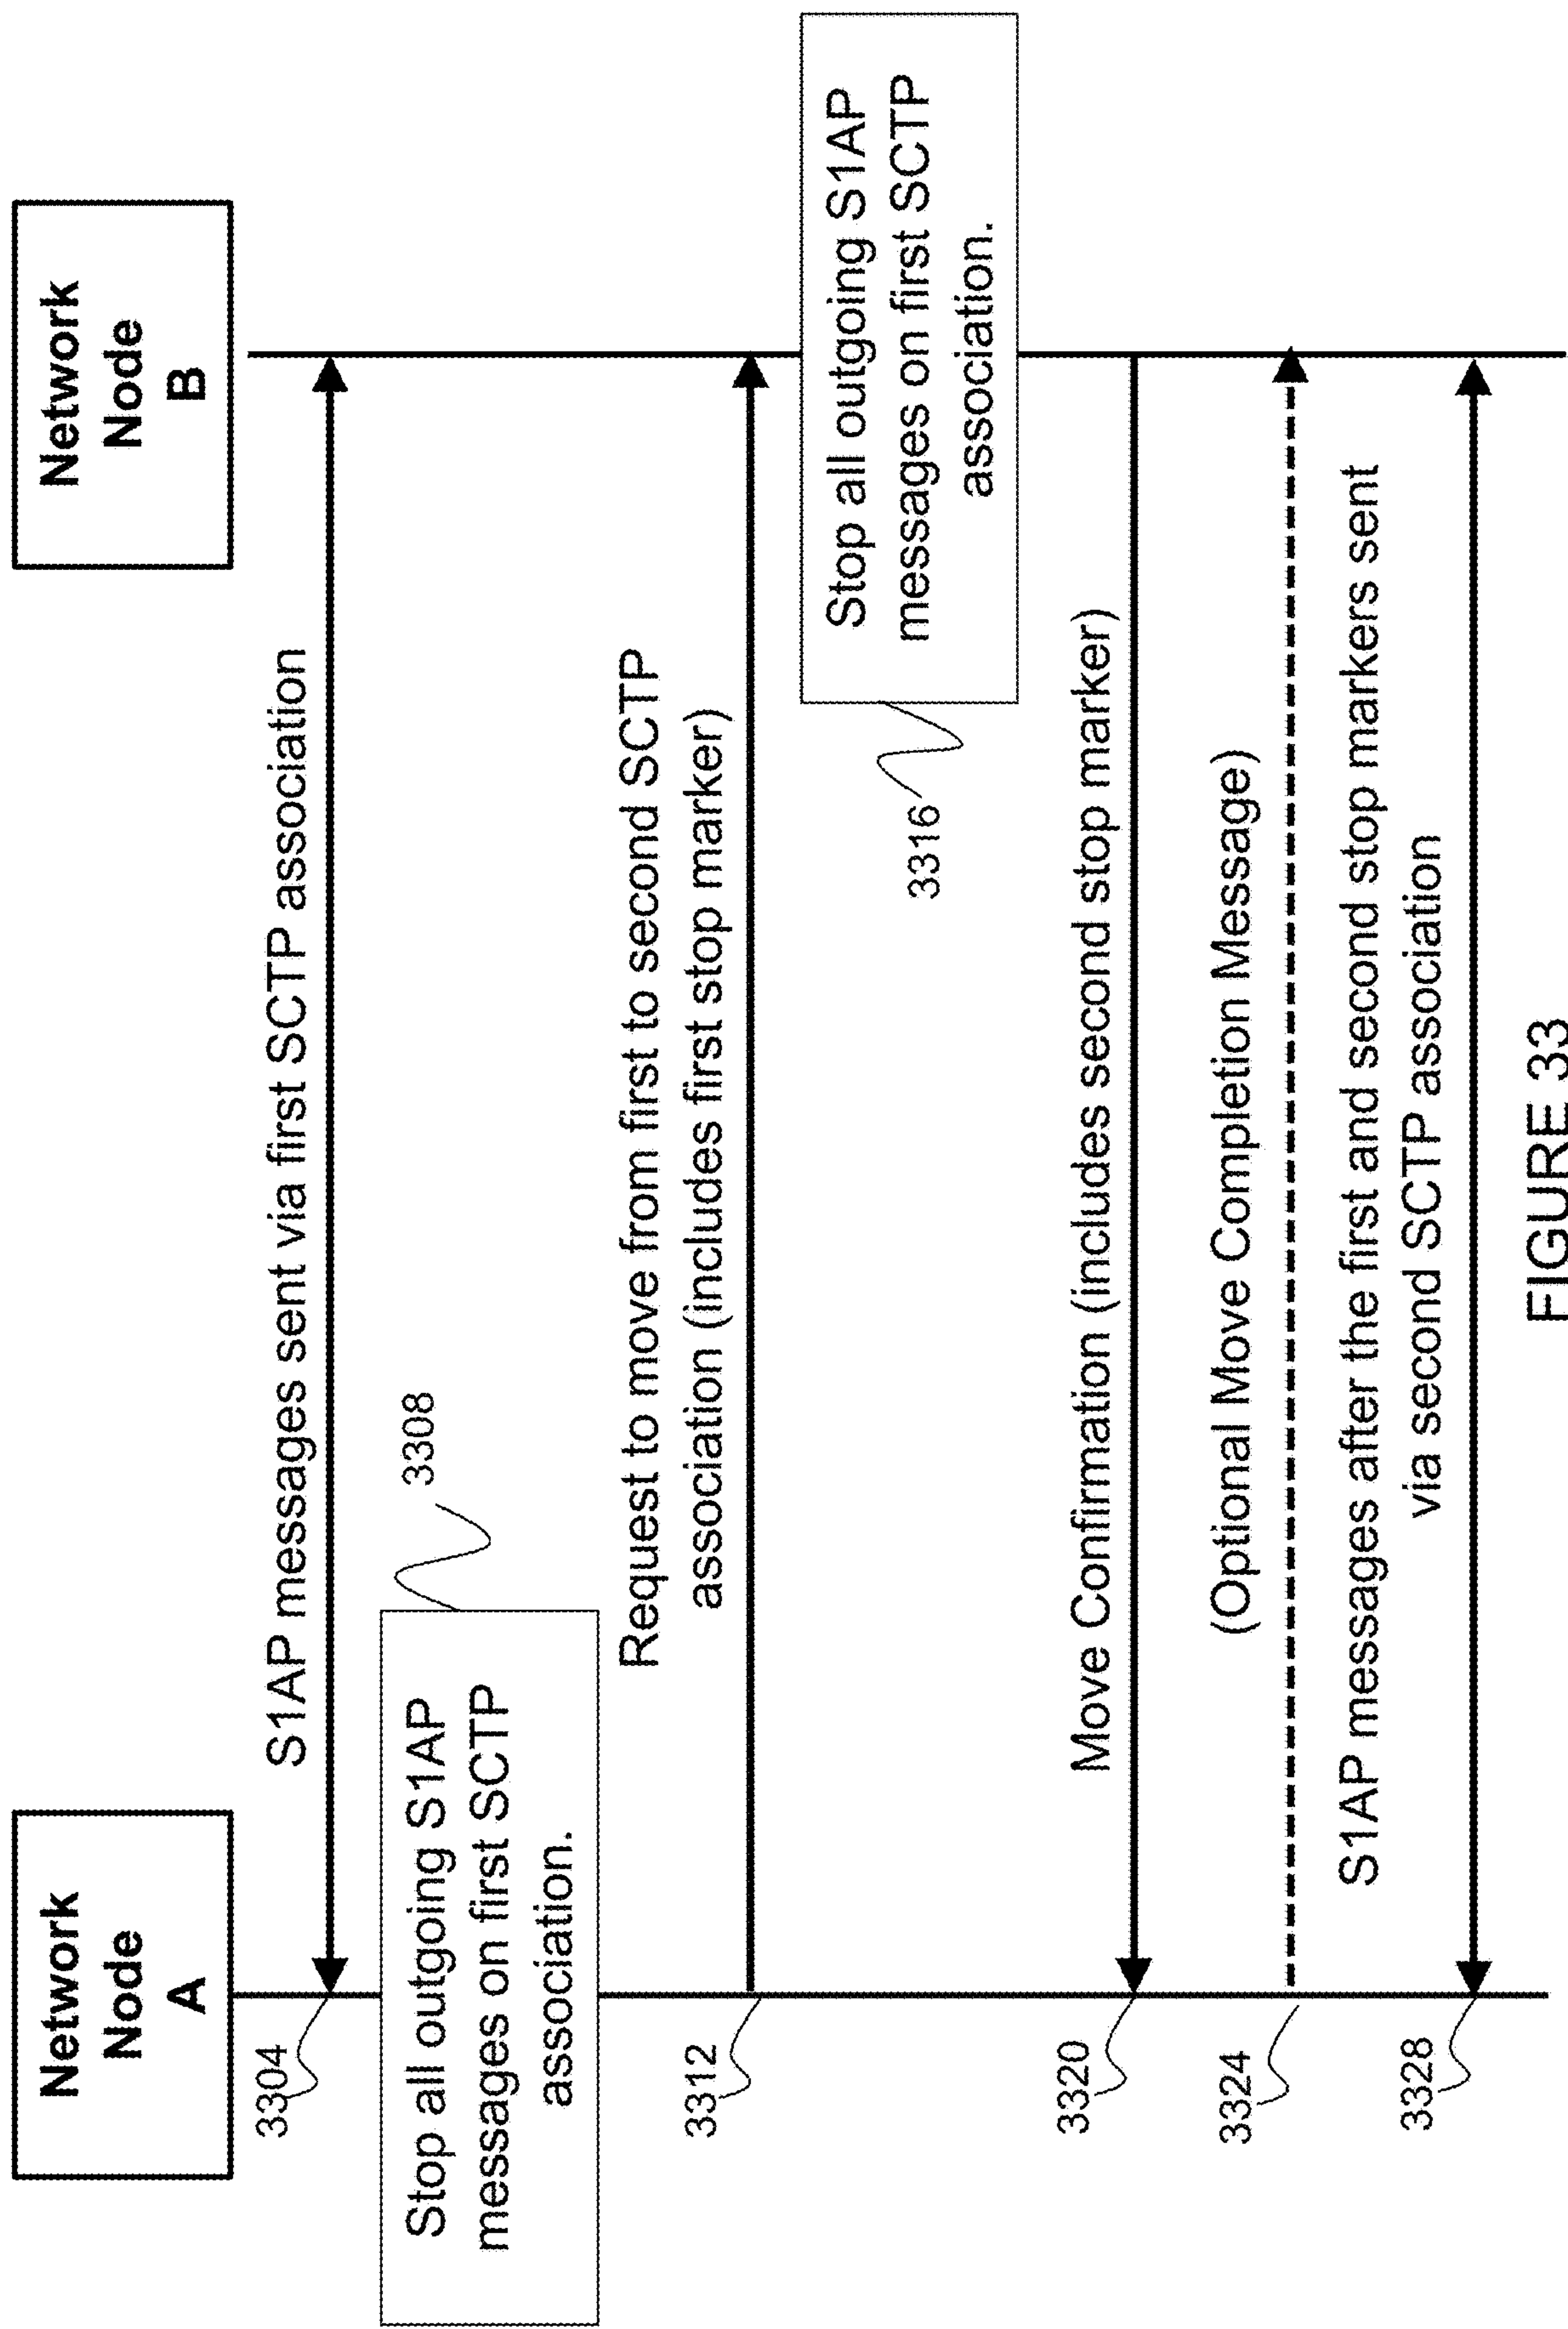 Network
Node
A
Network
Node
B
S1AP messages sent via first SCTP association
3304
Stop all outgoing S1AP
messages on first SCTP
association.
3308
Request to move from first to second SCTP
association (includes first stop marker)
3312
Stop all outgoing S1AP
messages on first SCTP
association.
3316
Move Confirmation (includes second stop marker)
3320
(Optional Move Completion Message)
3324
S1AP messages after the first and second stop markers sent
via second SCTP association
3328
FIGURE 33